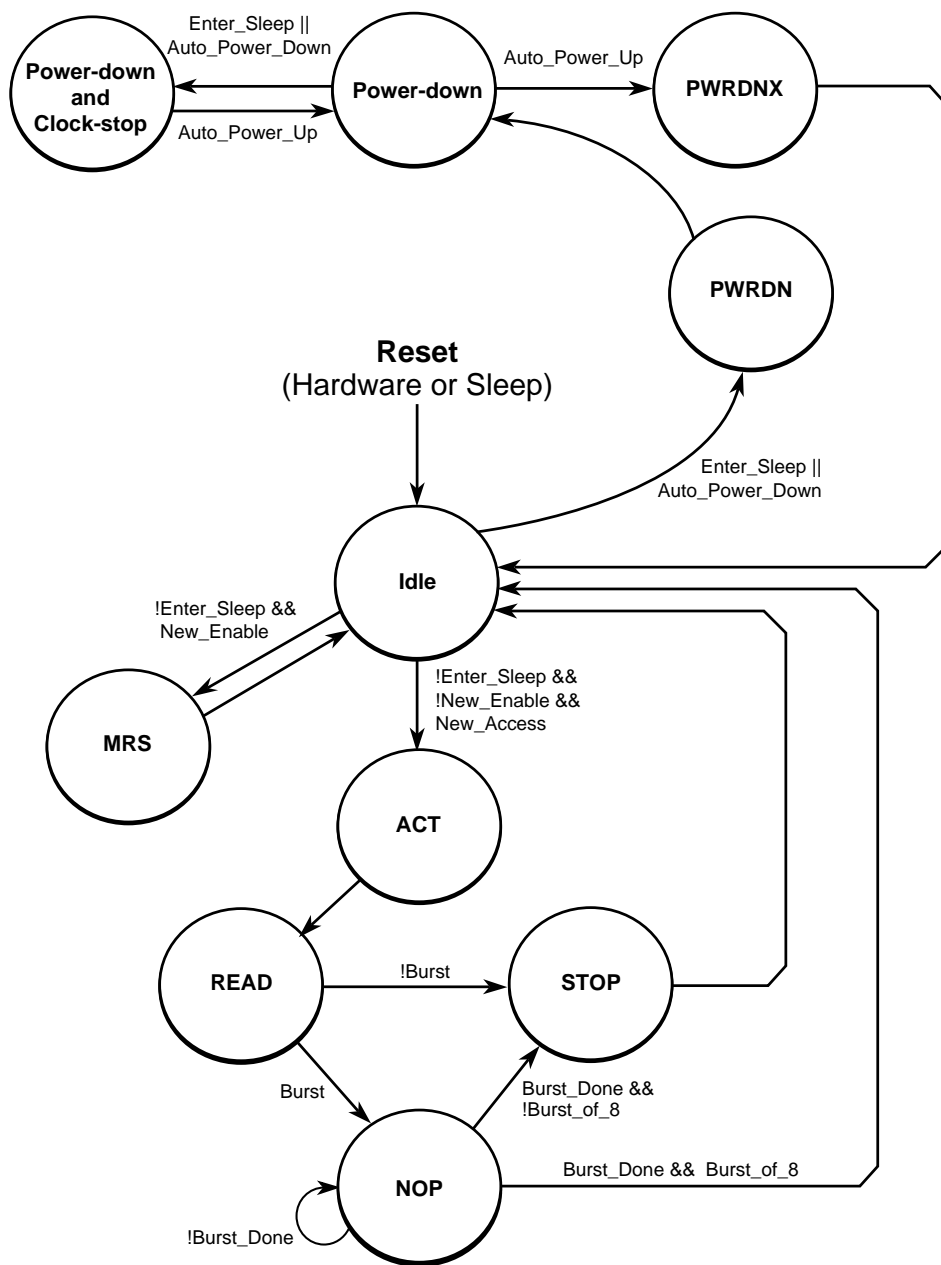 Enter_Sleep ||
Auto_Power_Down
Power-down
and
Clock-stop
Auto_Power_Up
Power-down
Auto_Power_Up
PWRDNX
PWRDN
Reset
(Hardware or Sleep)
Enter_Sleep ||
Auto_Power_Down
Idle
!Enter_Sleep &&
New_Enable
!Enter_Sleep &&
!New_Enable &&
New_Access
MRS
ACT
READ
!Burst
STOP
Burst
Burst_Done &&
!Burst_of_8
NOP
Burst_Done && Burst_of_8
!Burst_Done